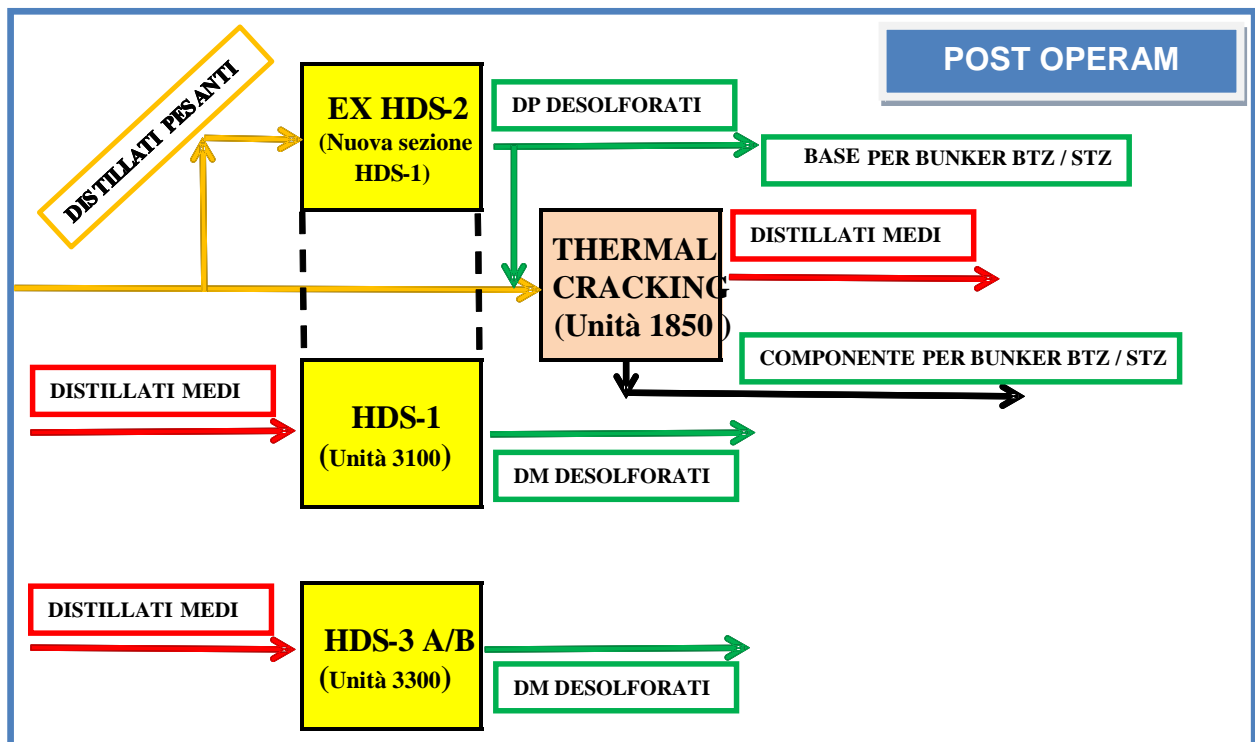 POST OPERAM
DISTILLATI PESANTI
EX HDS-2
(Nuova sezione
HDS-1)
DP DESOLFORATI
BASE PER BUNKER BTZ / STZ
THERMAL
CRACKING
(Unità 1850 )
DISTILLATI MEDI
COMPONENTE PER BUNKER BTZ / STZ
DISTILLATI MEDI
HDS-1
(Unità 3100)
DM DESOLFORATI
DISTILLATI MEDI
HDS-3 A/B
(Unità 3300)
DM DESOLFORATI